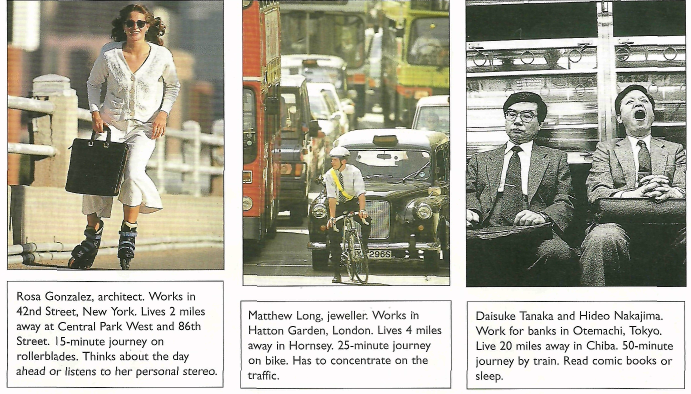 296S
Rosa Gonzalez, architect. Works in
42nd Street, New York. Lives 2 miles
away at Central Park West and 86th
Street. 15-minute journey on
rollerblades. Thinks about the day
ahead or listens to her personal stereo.
Matthew Long, jeweller. Works in
Hatton Garden, London. Lives 4 miles
away in Hornsey. 25-minute journey
on bike. Has to concentrate on the
traffic.
Daisuke Tanaka and Hideo Nakajima.
Work for banks in Otemachi, Tokyo.
Live 20 miles away in Chiba. 50-minute
journey by train. Read comic books or
sleep.